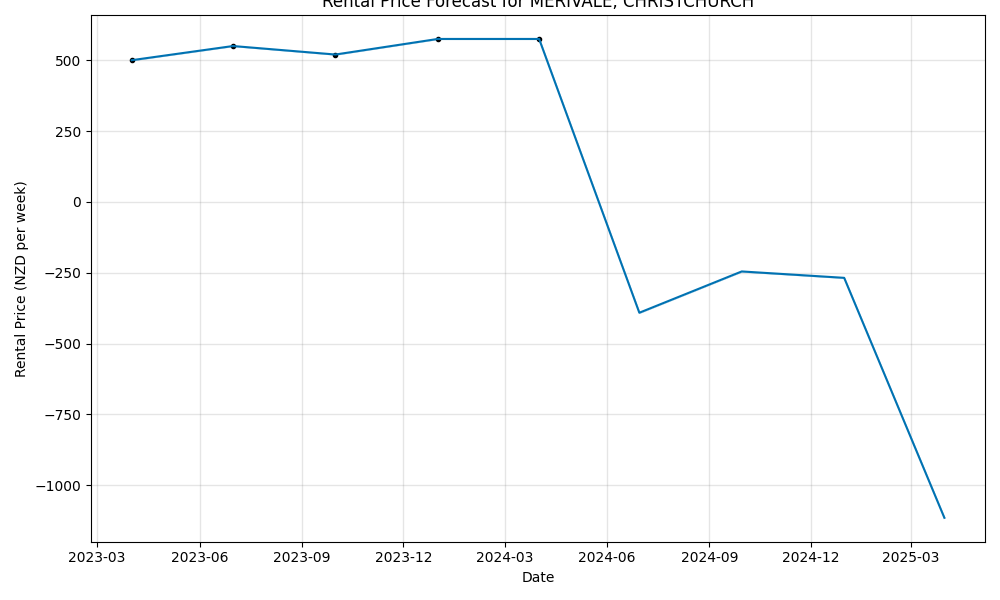 Rental Price Forecast for MERIVALE, CHRISTCHURCH
500
250
0
−250
−500
−750
−1000
Rental Price (NZD per week)
2023-03 2023-06 2023-09 2023-12 2024-03 2024-06 2024-09 2024-12 2025-03
Date